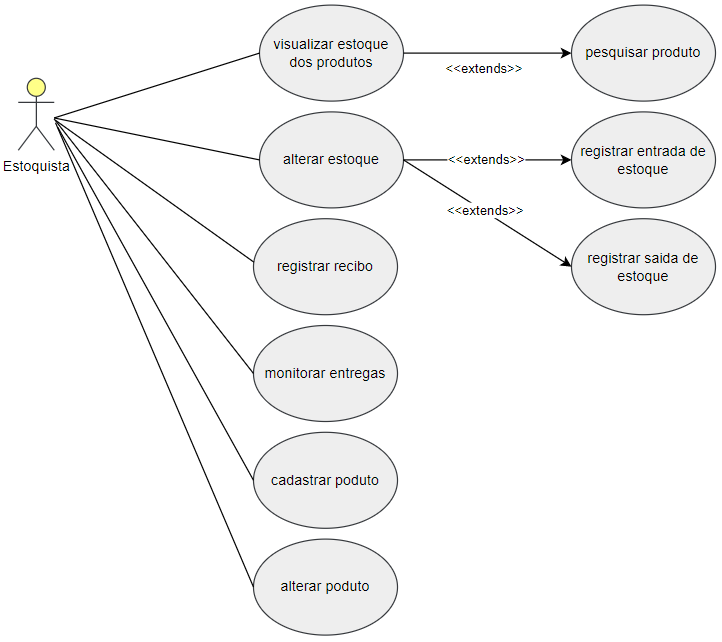 visualizar estoque
dos produtos
<<extends>>
pesquisar produto
Estoquista
alterar estoque
<<extends>>
registrar entrada de
estoque
<<extends>>
registrar saida de
estoque
registrar recibo
monitorar entregas
cadastrar poduto
alterar poduto